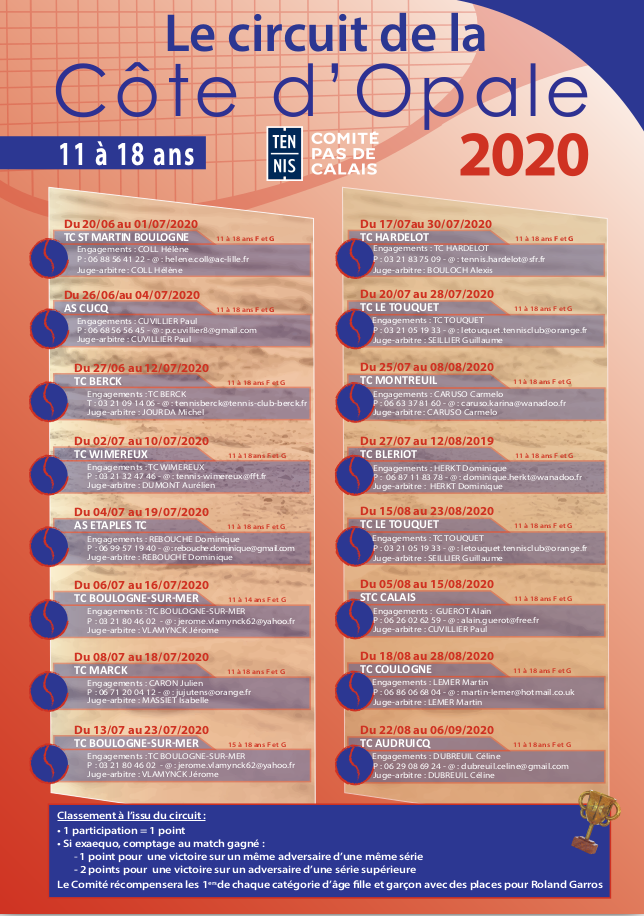 Le circuit de la
Côte d'Opale
11 à 18 ans
TEN
NIS
COMITÉ
PAS DE
CALAIS
2020
Du 20/06 au 01/07/2020
TC ST MARTIN BOULOGNE 11 à 18 ans F et G
Engagements : COLL Hélène
P : 06 88 56 41 22 - @ : helene.coll@ac-lille.fr
Juge-arbitre : COLL Hélène
Du 26/06/au 04/07/2020
AS CUCQ 11 à 18 ans F et G
Engagements : CUVILLIER Paul
P : 06 68 56 56 45 - @ : p.cuvillier8@gmail.com
Juge-arbitre : CUVILLIER Paul
Du 27/06 au 12/07/2020
TC BERCK 11 à 18 ans F et G
Engagements : TC BERCK
T : 03 21 09 14 06 - @ : tennisberck@tennis-club-berck.fr
Juge-arbitre : JOURDA Michel
Du 02/07 au 10/07/2020
TC WIMEREUX 11 à 18 ans F et G
Engagements : TC WIMEREUX
P : 03 21 32 47 46 - @ : tennis-wimereux@fft.fr
Juge-arbitre : DUMONT Aurélien
Du 04/07 au 19/07/2020
AS ETAPLES TC 11 à 18 ans F et G
Engagements : REBOUCHE Dominique
P : 06 99 57 19 40 - @ : rebouche.dominique@gmail.com
Juge-arbitre : REBOUCHE Dominique
Du 06/07 au 16/07/2020
TC BOULOGNE-SUR-MER 11 à 14 ans F et G
Engagements : TC BOULOGNE-SUR-MER
P : 03 21 80 46 02 - @ : jerome.vlamynck62@yahoo.fr
Juge-arbitre : VLAMYNCK Jérome
Du 08/07 au 18/07/2020
TC MARCK 11 à 18 ans F et G
Engagements : CARON Julien
P : 06 71 20 04 12 - @ : jujutens@orange.fr
Juge-arbitre : MASSIET Isabelle
Du 13/07 au 23/07/2020
TC BOULOGNE-SUR-MER 15 à 18 ans F et G
Engagements : TC BOULOGNE-SUR-MER
P : 03 21 80 46 02 - @ : jerome.vlamynck62@yahoo.fr
Juge-arbitre : VLAMYNCK Jérome
Du 17/07au 30/07/2020
TC HARDELOT 11 à 18 ans F et G
Engagements : TC HARDELOT
P : 03 21 83 75 09 - @ : tennis.hardelot@sfr.fr
Juge-arbitre : BOULOCH Alexis
Du 20/07 au 28/07/2020
TC LE TOUQUET 11 à 18 ans F et G
Engagements : TC TOUQUET
P : 03 21 05 19 33 - @ : letouquet.tennisclub@orange.fr
Juge-arbitre : SEILLIER Guillaume
Du 25/07 au 08/08/2020
TC MONTREUIL 11 à 18 ans F et G
Engagements : CARUSO Carmelo
P : 06 63 37 81 60 - @ : caruso.karina@wanadoo.fr
Juge-arbitre : CARUSO Carmelo
Du 27/07 au 12/08/2019
TC BLERIOT 11 à 18 ans F et G
Engagements : HERKT Dominique
P : 06 87 11 83 78 - @ : dominique.herkt@wanadoo.fr
Juge-arbitre : HERKT Dominique
Du 15/08 au 23/08/2020
TC LE TOUQUET 11 à 18 ans F et G
Engagements : TC TOUQUET
P : 03 21 05 19 33 - @ : letouquet.tennisclub@orange.fr
Juge-arbitre : SEILLIER Guillaume
Du 05/08 au 15/08/2020
STC CALAIS 11 à 18 ans F et G
Engagements : GUEROT Alain
P : 06 26 02 62 59 - @ : alain.guerot@free.fr
Juge-arbitre : CUVILLIER Paul
Du 18/08 au 28/08/2020
TC COULOGNE 11 à 18 ans F et G
Engagements : LEMER Martin
P : 06 86 06 68 04 - @ : martin-lemer@hotmail.co.uk
Juge-arbitre : LEMER Martin
Du 22/08 au 06/09/2020
TC AUDRUICQ 11 à 18 ans F et G
Engagements : DUBREUIL Céline
P : 06 29 08 69 24 - @ : dubreuil.celine@gmail.com
Juge-arbitre : DUBREUIL Céline
Classement à l'issu du circuit :
• 1 participation = 1 point
• Si exaequo, comptage au match gagné :
- 1 point pour une victoire sur un même adversaire d'une même série
- 2 points pour une victoire sur un adversaire d'une série supérieure
Le Comité récompensera les 1ers de chaque catégorie d'âge fille et garçon avec des places pour Roland Garros